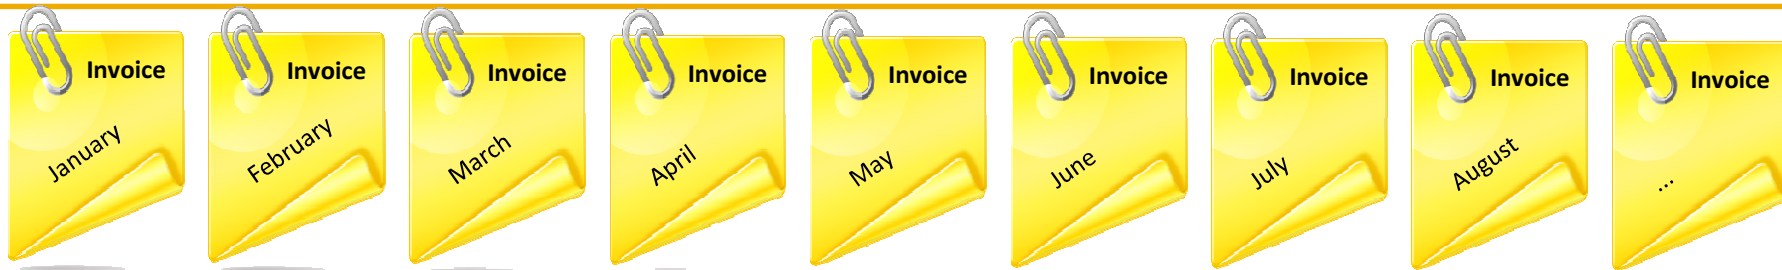 Invoice
January
Invoice
February
Invoice
March
Invoice
April
Invoice
May
Invoice
June
Invoice
July
Invoice
August
Invoice
...